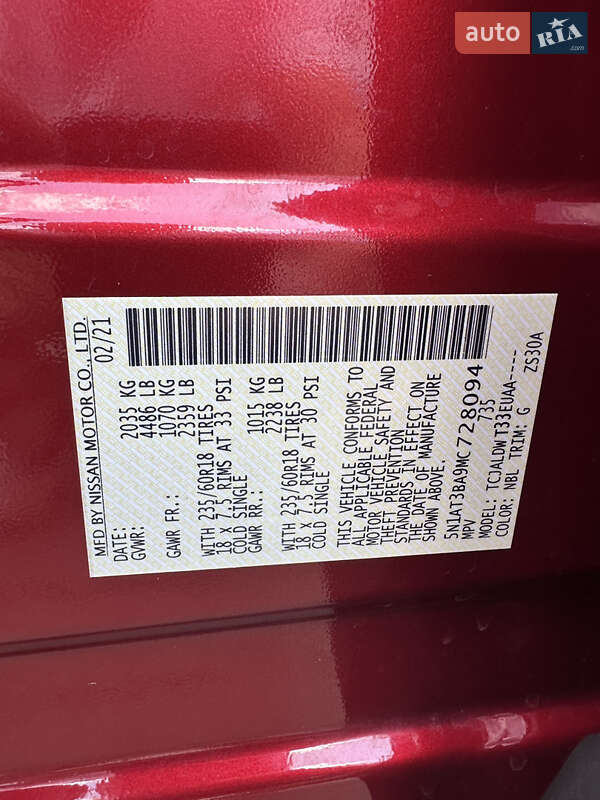 auto RIA.com
MFD BY NISSAN MOTOR CO., LTD.
DATE: 02/21
GVWR: 2035 KG
4486 LB
GAWR FR.: 1070 KG
2359 LB
WITH 235/60R18 TIRES
18 X 7.5 RIMS AT 33 PSI
COLD SINGLE
GAWR RR.: 1015 KG
2238 LB
WITH 235/60R18 TIRES
18 X 7.5 RIMS AT 30 PSI
COLD SINGLE
THIS VEHICLE CONFORMS TO
ALL APPLICABLE FEDERAL
MOTOR VEHICLE SAFETY AND
THEFT PREVENTION
STANDARDS IN EFFECT ON
THE DATE OF MANUFACTURE
SHOWN ABOVE.
5N1AT3BA0MC728094
MPV 735
MODEL: TCJALDWT33EUAA-----
COLOR: NBL TRIM: G ZS30A